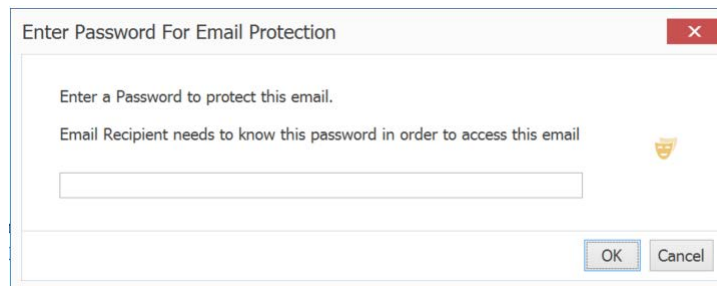 Enter Password For Email Protection
Enter a Password to protect this email.
Email Recipient needs to know this password in order to access this email
OK Cancel